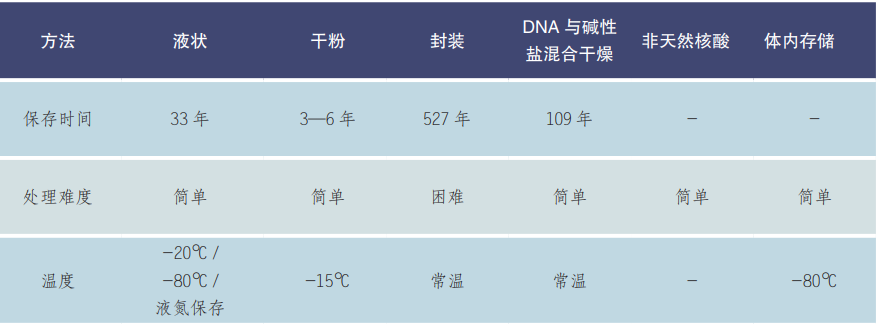 方法 液状 干粉 封装 DNA 与碱性盐混合干燥 非天然核酸 体内存储
保存时间 33 年 3—6 年 527 年 109 年 – –
处理难度 简单 简单 困难 简单 简单 简单
温度 –20℃ / –80℃ / 液氮保存 –15℃ 常温 常温 – –80℃